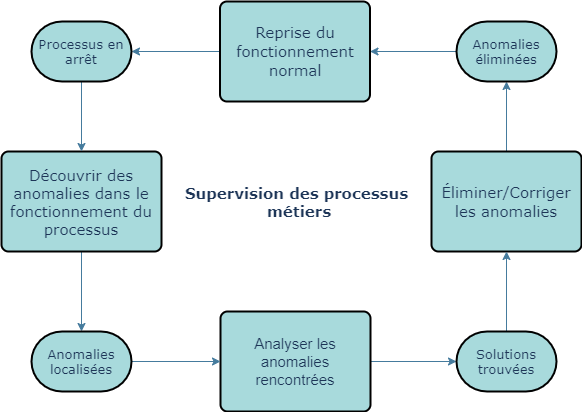 Processus en
arrêt
Reprise du
fonctionnement
normal
Anomalies
éliminées
Découvrir des
anomalies dans le
fonctionnement du
processus
Supervision des processus
métiers
Éliminer/Corriger
les anomalies
Anomalies
localisées
Analyser les
anomalies
rencontrées
Solutions
trouvées